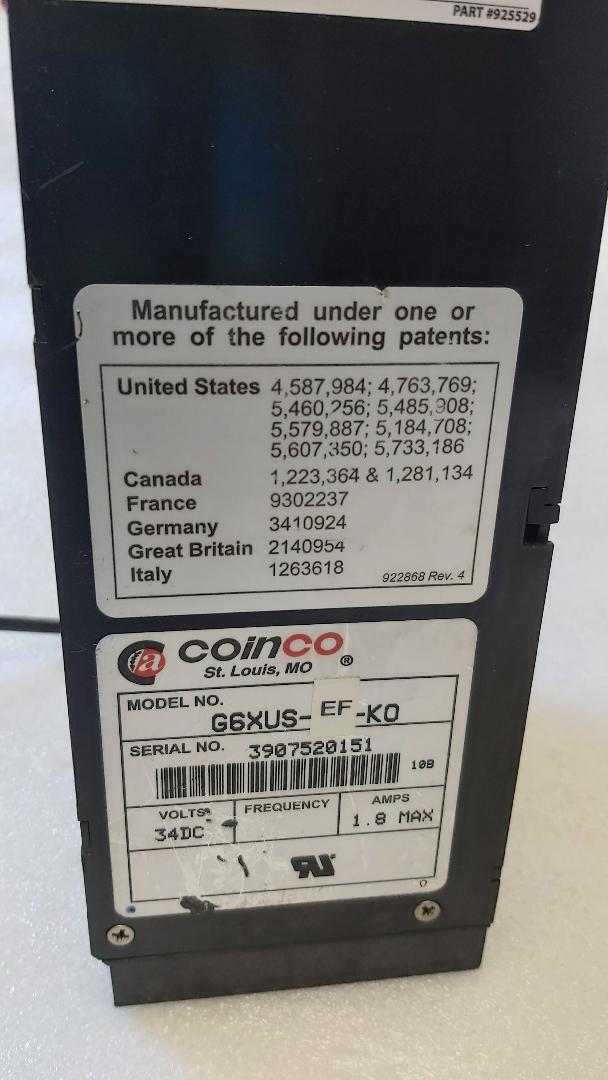 PART #925529
Manufactured under one or
more of the following patents:
United States 4,587,984; 4,763,769;
5,460,256; 5,485,908;
5,579,887; 5,184,708;
5,607,350; 5,733,186
Canada 1,223,364 & 1,281,134
France 9302237
Germany 3410924
Great Britain 2140954
Italy 1263618
922868 Rev. 4
coinco
St. Louis, MO ®
MODEL NO.
G6XUS-EF-KO
SERIAL NO. 3907520151
108
VOLTS FREQUENCY AMPS
34DC 1.8 MAX